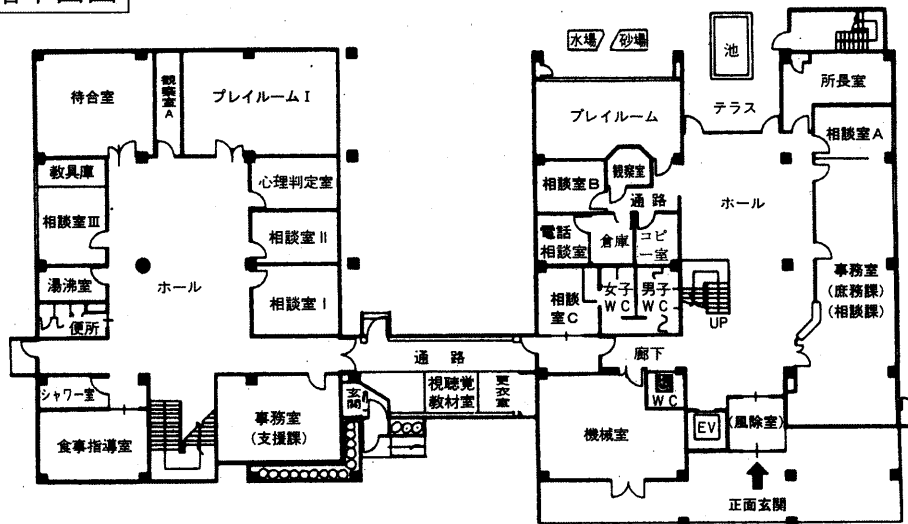 階平面図
水場
砂場
池
所長室
待合室
観察室A
プレイルームI
プレイルーム
テラス
相談室A
教具庫
心理判定室
相談室B
観察室
ホール
相談室III
相談室II
通路
電話
相談室
倉庫
コピー室
湯沸室
ホール
相談室I
相談室C
女子WC
男子WC
事務室
(庶務課)
(相談課)
便所
UP
通路
廊下
シャワー室
玄関
視聴覚
教材室
更衣室
WC
事務室
(支援課)
食事指導室
機械室
EV
(風除室)
正面玄関